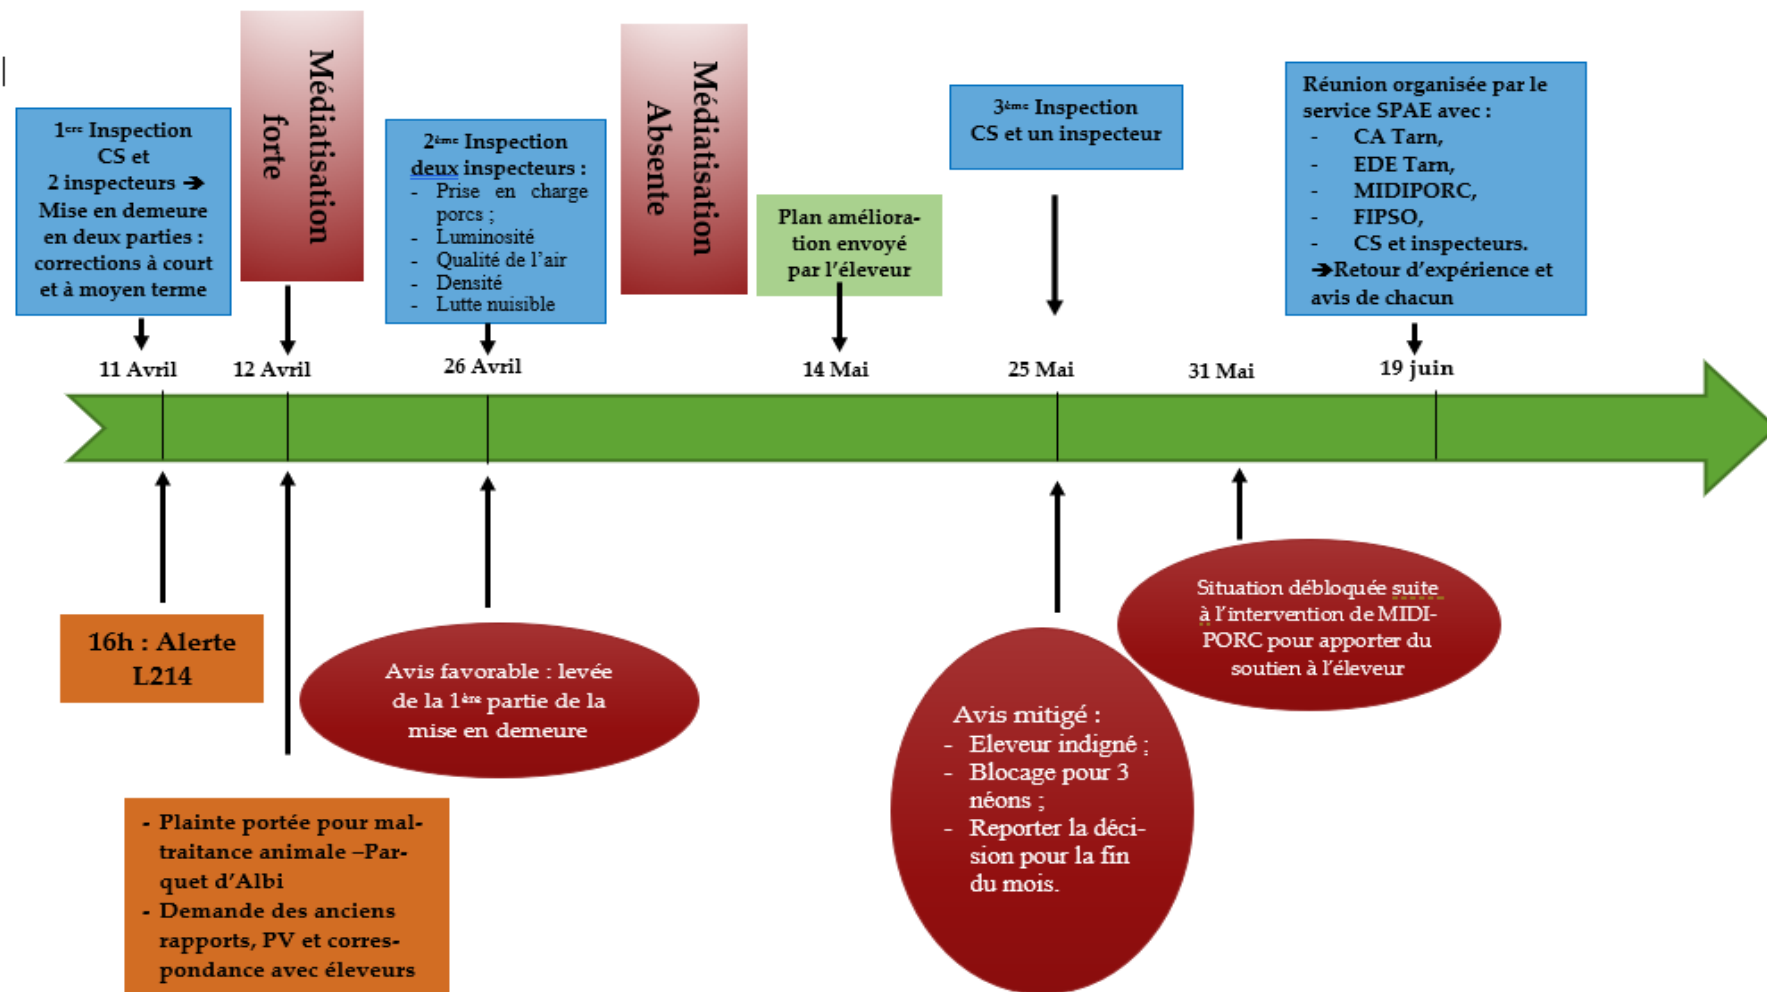 1ere Inspection
CS et
2 inspecteurs ➔
Mise en demeure
en deux parties :
corrections à court
et à moyen terme
Médiatisation
forte
2ème Inspection
deux inspecteurs :
- Prise en charge
porcs ;
- Luminosité
- Qualité de l'air
- Densité
- Lutte nuisible
Médiatisation
Absente
Plan améliora-
tion envoyé
par l'éleveur
3ème Inspection
CS et un inspecteur
Réunion organisée par le
service SPAE avec :
- CA Tarn,
- EDE Tarn,
- MIDIPORC,
- FIPSO,
- CS et inspecteurs.
➔Retour d'expérience et
avis de chacun
11 Avril
12 Avril
26 Avril
14 Mai
25 Mai
31 Mai
19 juin
16h : Alerte
L214
- Plainte portée pour mal-
traitance animale –Par-
quet d'Albi
- Demande des anciens
rapports, PV et corres-
pondance avec éleveurs
Avis favorable : levée
de la 1ère partie de la
mise en demeure
Avis mitigé :
- Eleveur indigné ;
- Blocage pour 3
néons ;
- Reporter la déci-
sion pour la fin
du mois.
Situation débloquée suite
à l'intervention de MIDI-
PORC pour apporter du
soutien à l'éleveur